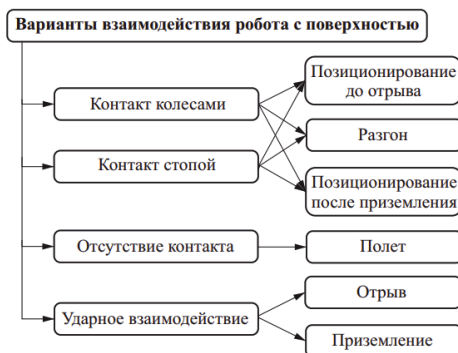 Варианты взаимодействия робота с поверхностью
Контакт колесами
Контакт стопой
Отсутствие контакта
Ударное взаимодействие
Позиционирование
до отрыва
Разгон
Позиционирование
после приземления
Полет
Отрыв
Приземление